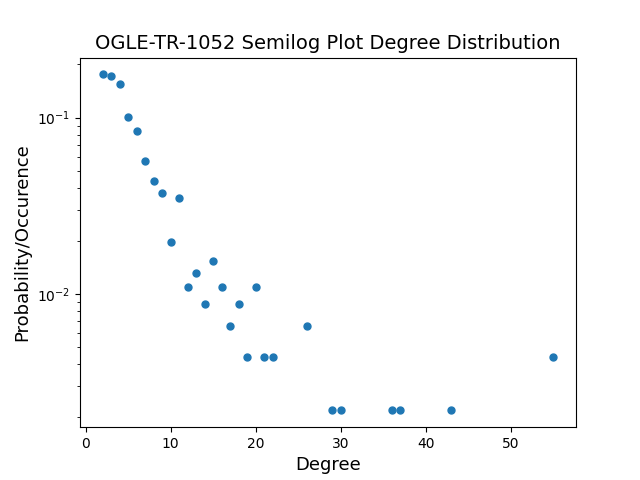 OGLE-TR-1052 Semilog Plot Degree Distribution
Probability/Occurence
10⁻¹
10⁻²
0 10 20 30 40 50
Degree